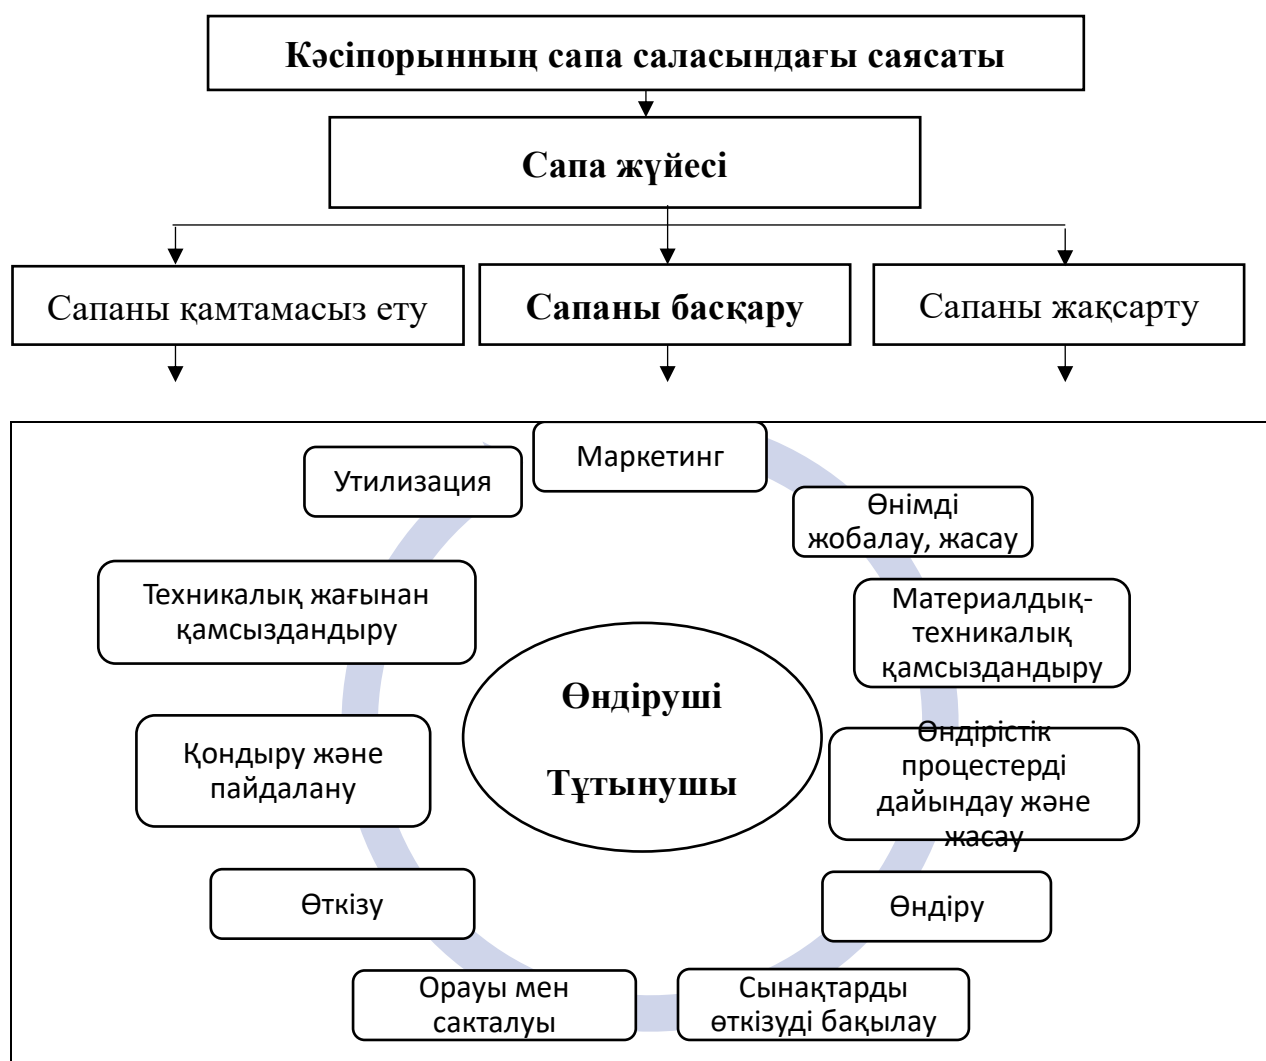 Кәсіпорынның сапа саласындағы саясаты
Сапа жүйесі
Сапаны қамтамасыз ету
Сапаны басқару
Сапаны жақсарту
Маркетинг
Утилизация
Өнімді
жобалау, жасау
Техникалық жағынан
қамсыздандыру
Материалдық-
техникалық
қамсыздандыру
Өндіруші
Тұтынушы
Қондыру және
пайдалану
Өндірістік
процестерді
дайындау және
жасау
Өткізу
Өндіру
Орауы мен
сакталуы
Сынақтарды
өткізуді бақылау